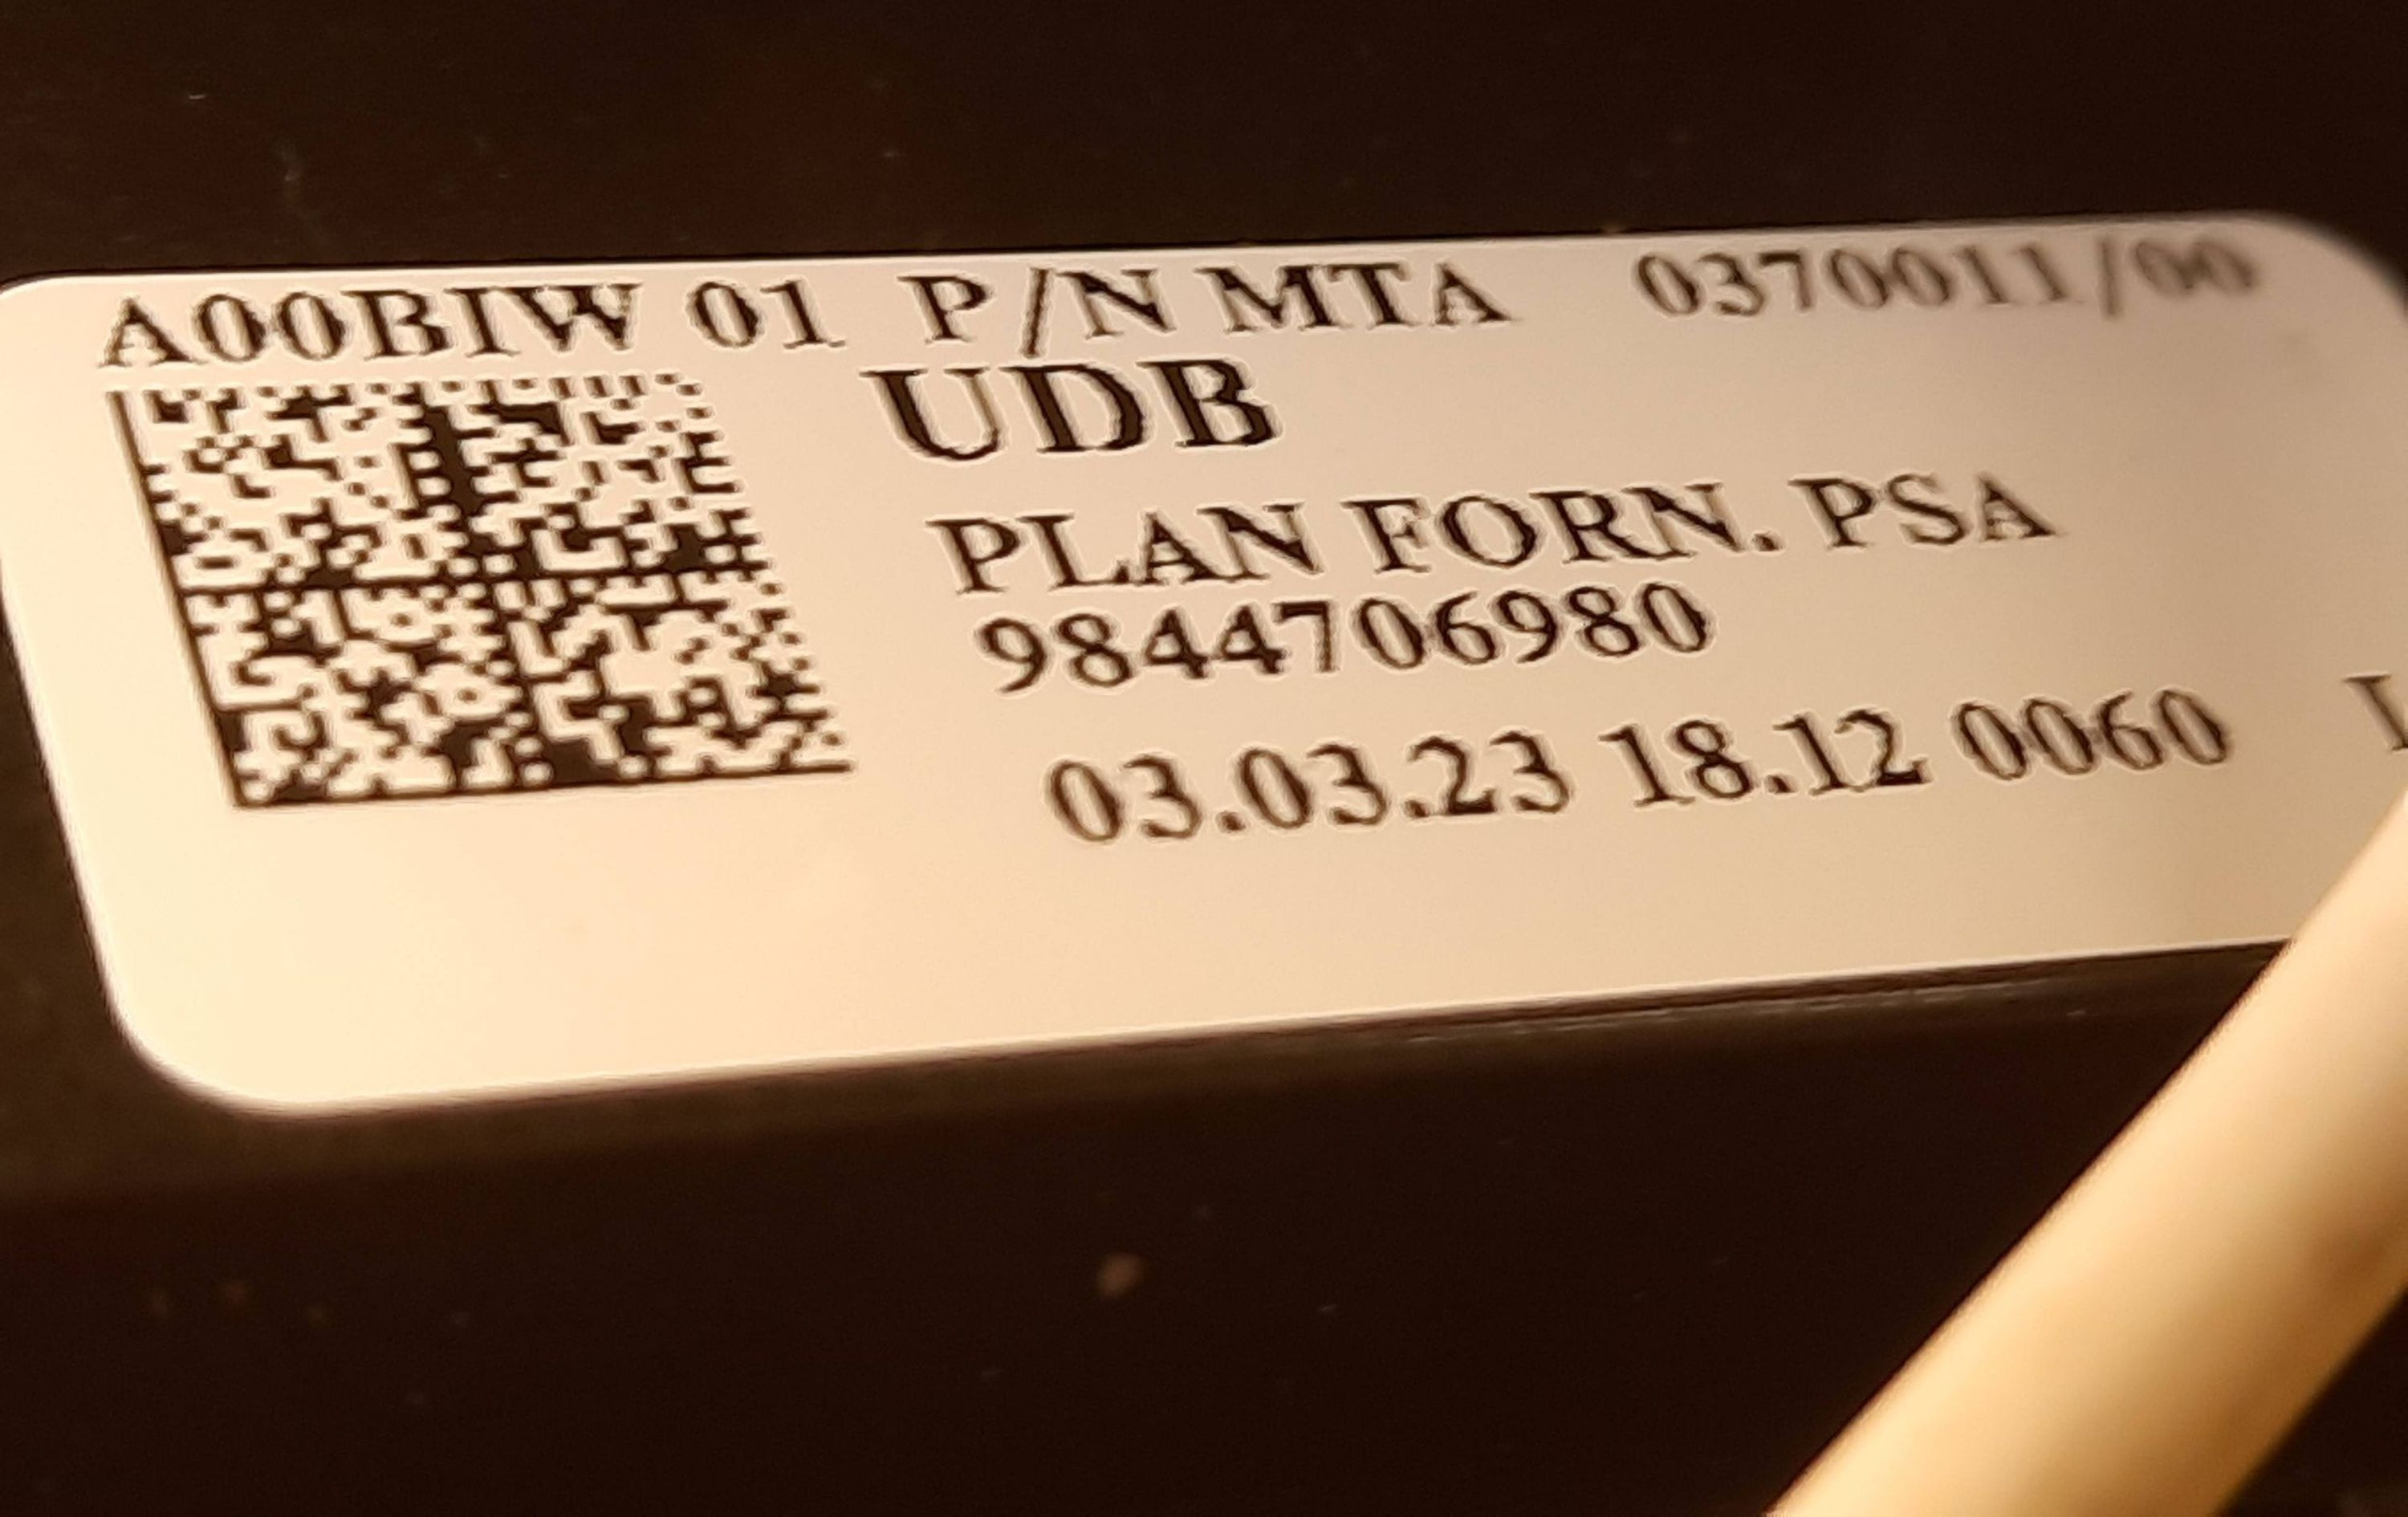 A00BIW 01 P/N MTA 0370011/00
UDB
PLAN FORN. PSA
9844706980
03.03.23 18.12 0060